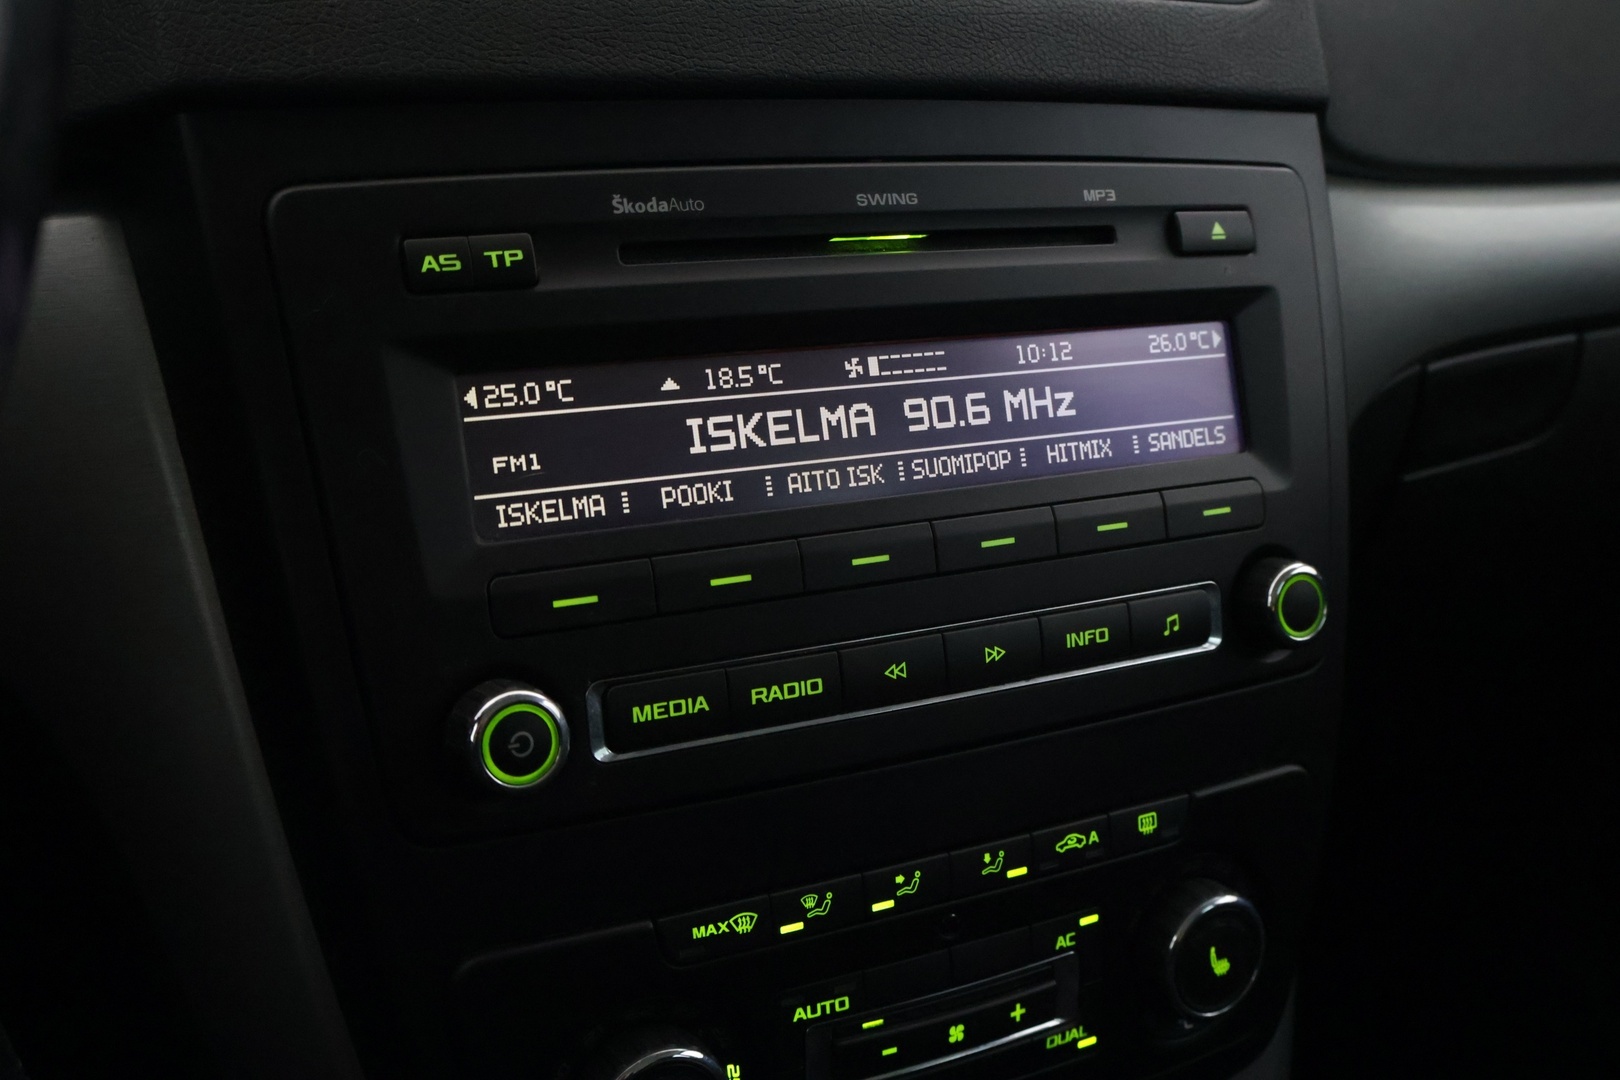 ŠkodaAuto SWING MP3
AS TP
25.0°C 18.5°C 10:12 26.0°C
ISKELMA 90.6 MHz
FM1
ISKELMA POOKI AITO ISK SUOMIPOP HITMIX SANDELS
MEDIA RADIO INFO
MAX A
AC
AUTO
- +
DUAL